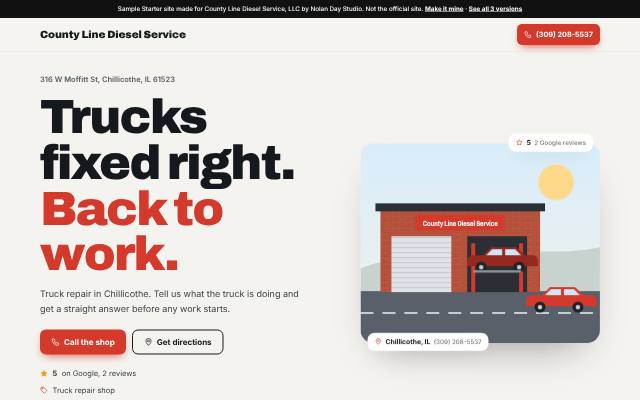 Sample Starter site made for County Line Diesel Service, LLC by Nolan Day Studio. Not the official site. Make it mine · See all 3 versions
County Line Diesel Service
(309) 208-5537
316 W Moffitt St, Chillicothe, IL 61523
Trucks
fixed right.
Back to
work.
Truck repair in Chillicothe. Tell us what the truck is doing and
get a straight answer before any work starts.
Call the shop
Get directions
5 on Google, 2 reviews
Truck repair shop
5 2 Google reviews
County Line Diesel Service
Chillicothe, IL (309) 208-5537